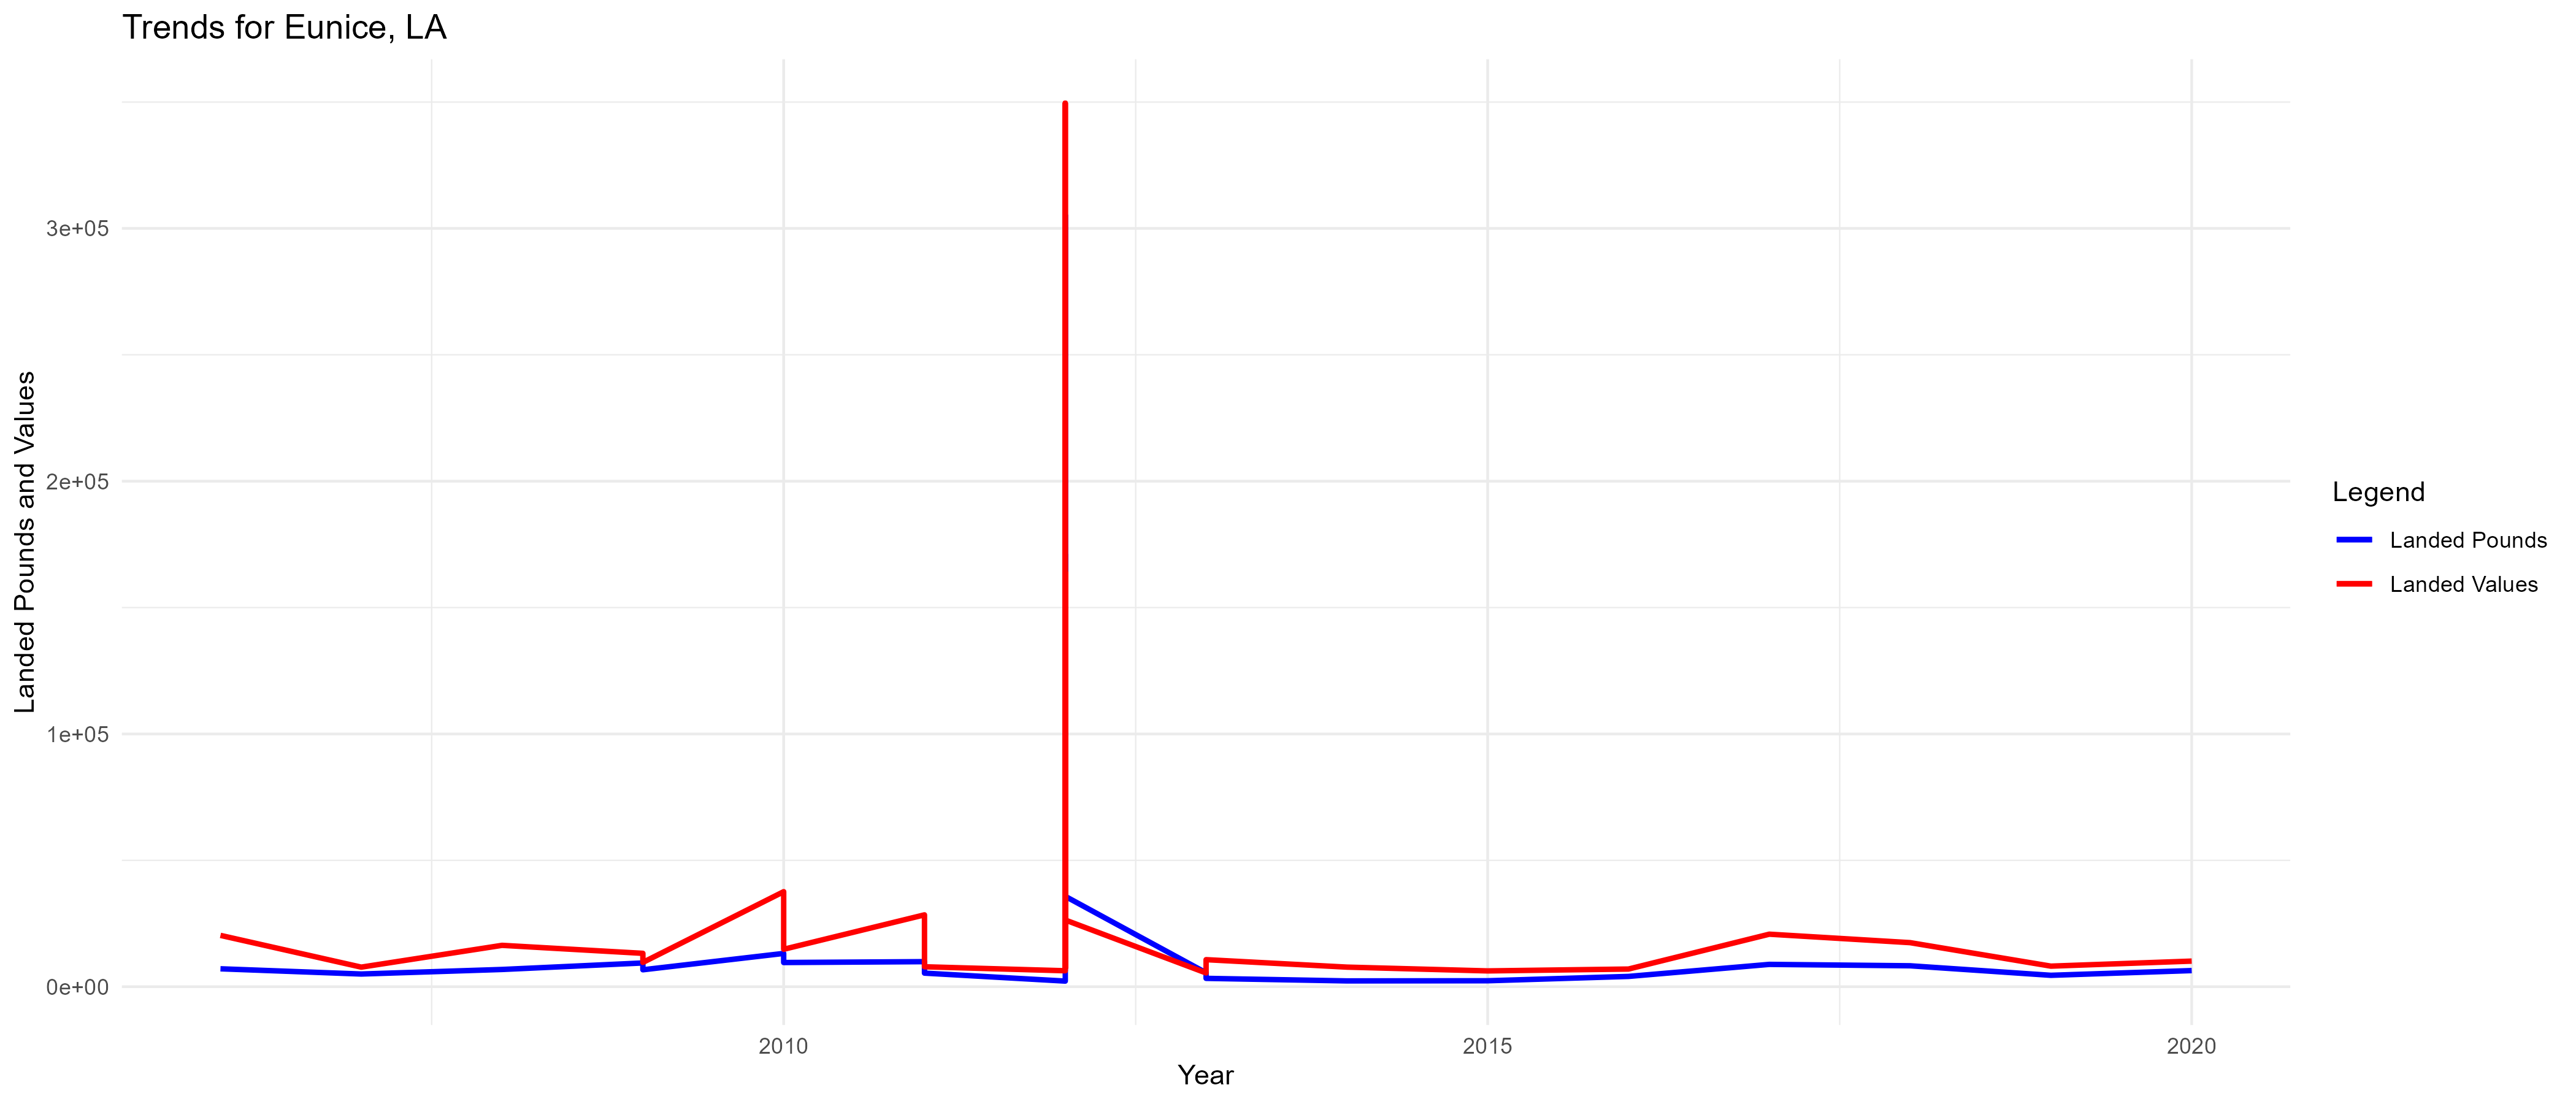 Trends for Eunice, LA
Landed Pounds and Values
3e+05
2e+05
1e+05
0e+00
2010
2015
2020
Year
Legend
Landed Pounds
Landed Values